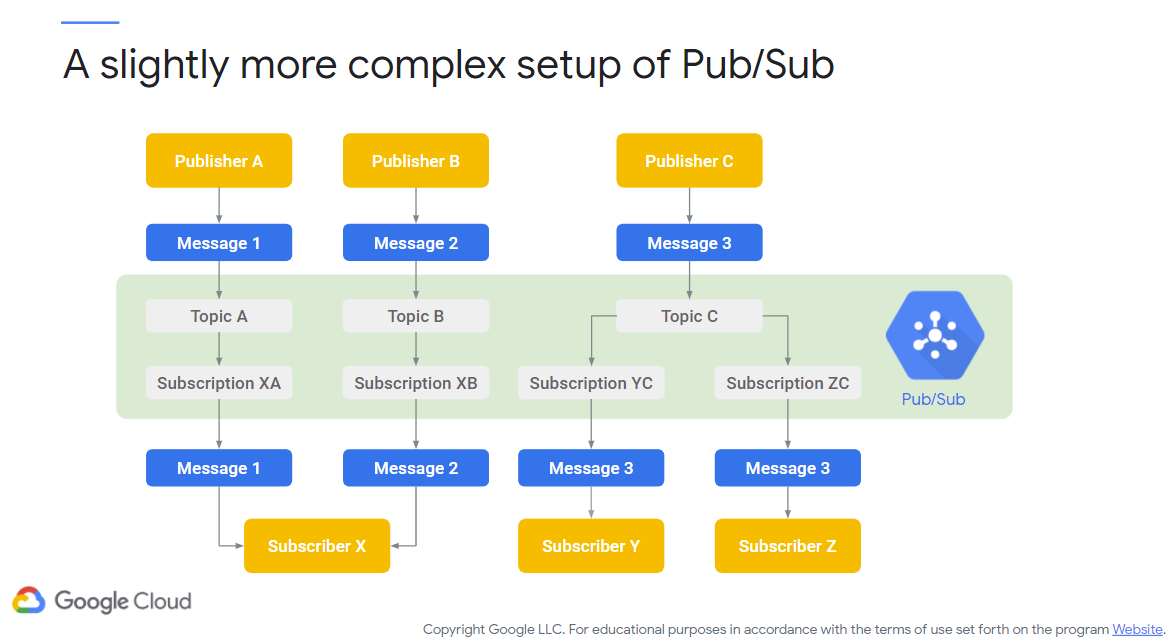 A slightly more complex setup of Pub/Sub
Publisher A
Publisher B
Publisher C
Message 1
Message 2
Message 3
Topic A
Topic B
Topic C
Subscription XA
Subscription XB
Subscription YC
Subscription ZC
Pub/Sub
Message 1
Message 2
Message 3
Message 3
Subscriber X
Subscriber Y
Subscriber Z
Google Cloud
Copyright Google LLC. For educational purposes in accordance with the terms of use set forth on the program Website.